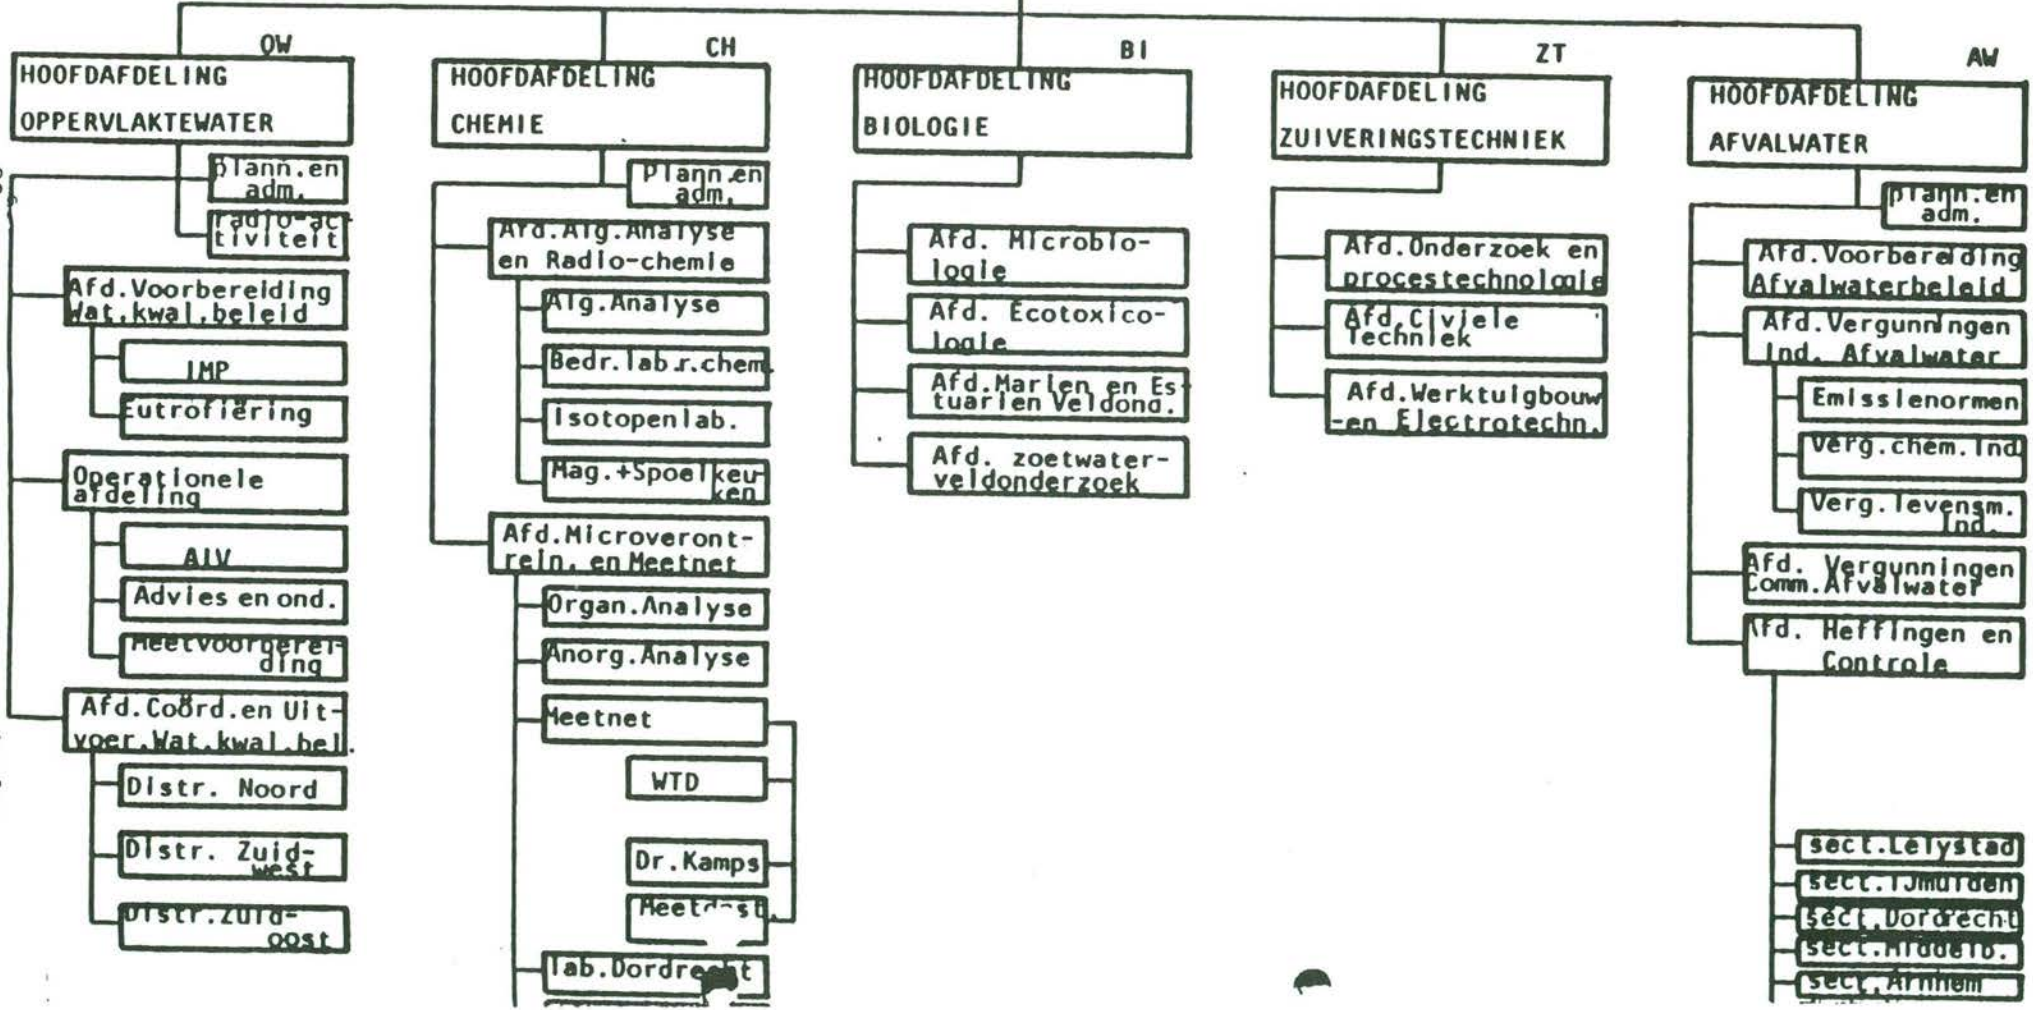 OW
HOOFDAFDELING
OPPERVLAKTEWATER
plann.en
adm.
radio-ac-
tiviteit
Afd.Voorbereiding
Wat.kwal.beleid
IMP
Eutrofiëring
Operationele
afdeling
AIV
Advies en ond.
Meetvoorberei-
ding
Afd.Coörd.en Uit-
voer.Wat.kwal.bel.
Distr. Noord
Distr. Zuid-
west
Distr.Zuid-
oost
CH
HOOFDAFDELING
CHEMIE
Plann.en
adm.
Afd.Alg.Analyse
en Radio-chemie
Alg.Analyse
Bedr.lab.r.chem.
Isotopenlab.
Mag.+Spoelkeu-
ken
Afd.Microveront-
rein. en Meetnet
Organ.Analyse
Anorg.Analyse
Meetnet
WTD
Dr.Kamps
lab.Dordrecht
BI
HOOFDAFDELING
BIOLOGIE
Afd. Microbio-
logie
Afd. Ecotoxico-
logie
Afd.Marien en Es-
tuarien Veldond.
Afd. zoetwater-
veldonderzoek
ZT
HOOFDAFDELING
ZUIVERINGSTECHNIEK
Afd.Onderzoek en
procestechnologie
Afd.Civiele
Techniek
Afd.Werktuigbouw
-en Electrotechn.
AW
HOOFDAFDELING
AFVALWATER
plann.en
adm.
Afd.Voorbereiding
Afvalwaterbeleid
Afd.Vergunningen
Ind. Afvalwater
Emissienormen
Verg.chem.Ind
Verg.levensm.
Ind.
Afd. Vergunningen
Comm.Afvalwater
Afd. Heffingen en
Controle
sect.Lelystad
sect.IJmuiden
sect.Dordrecht
sect.Middelb.
sect.Arnhem